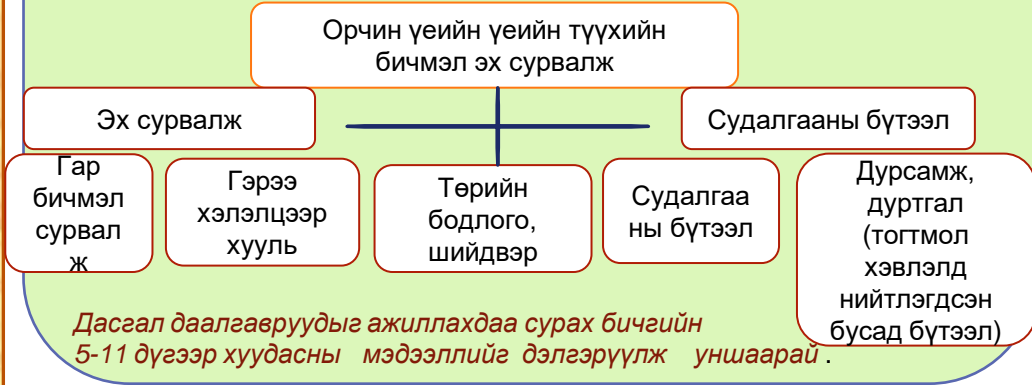 Орчин үеийн үеийн түүхийн
бичмэл эх сурвалж
Эх сурвалж
Судалгааны бүтээл
Гар
бичмэл
сурвал
ж
Гэрээ
хэлэлцээр
хууль
Төрийн
бодлого,
шийдвэр
Судалгаа
ны бүтээл
Дурсамж,
дуртгал
(тогтмол
хэвлэлд
нийтлэгдсэн
бусад бүтээл)
Дасгал даалгавруудыг ажиллахдаа сурах бичгийн
5-11 дүгээр хуудасны мэдээллийг дэлгэрүүлж уншаарай .